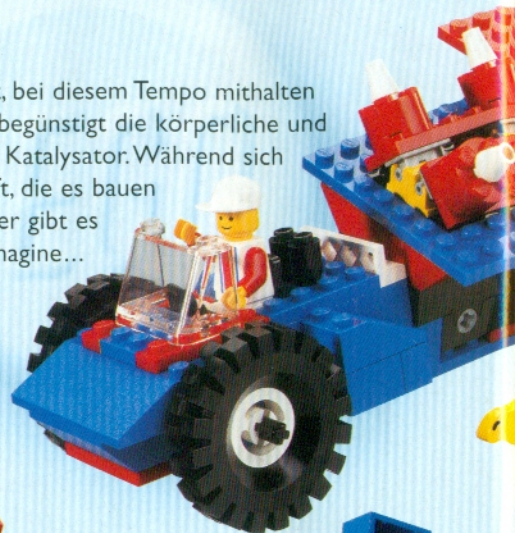 , bei diesem Tempo mithalten
begünstigt die körperliche und
Katalysator. Während sich
ft, die es bauen
er gibt es
nagine...